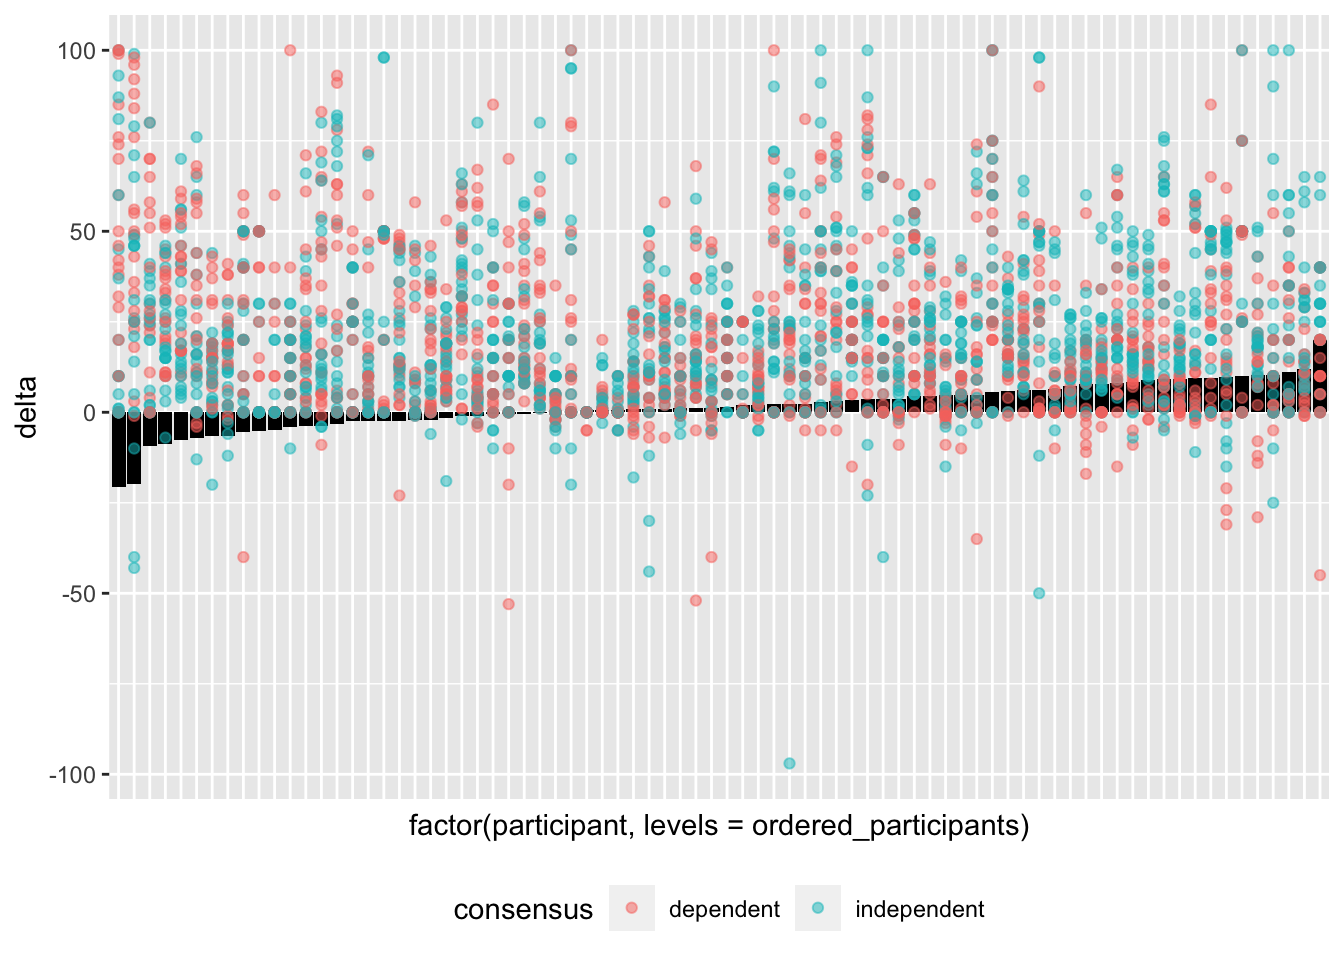 100
50
0
-50
-100
delta
factor(participant, levels = ordered_participants)
consensus dependent independent